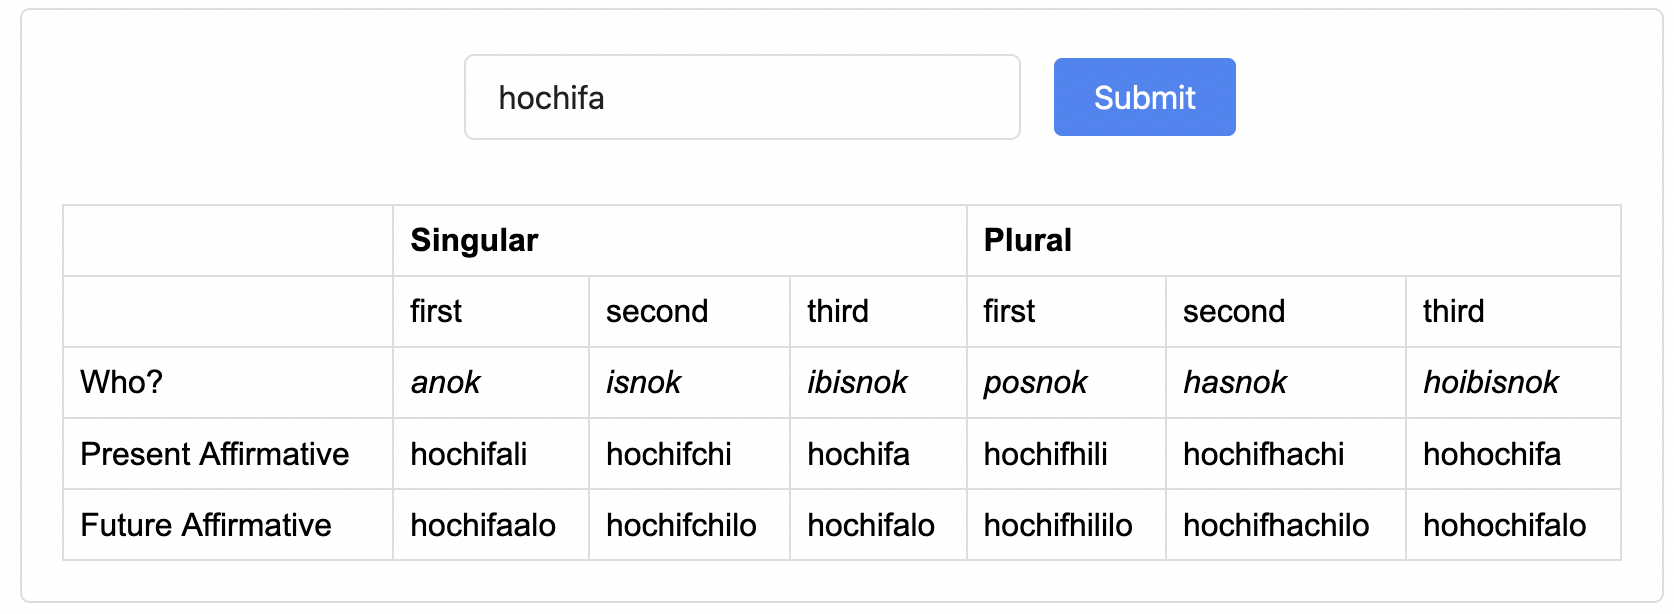 hochifa Submit
Singular Plural
first second third first second third
Who? anok isnok ibisnok posnok hasnok hoibisnok
Present Affirmative hochifali hochifchi hochifa hochifhili hochifhachi hohochifa
Future Affirmative hochifaalo hochifchilo hochifalo hochifhililo hochifhachilo hohochifalo